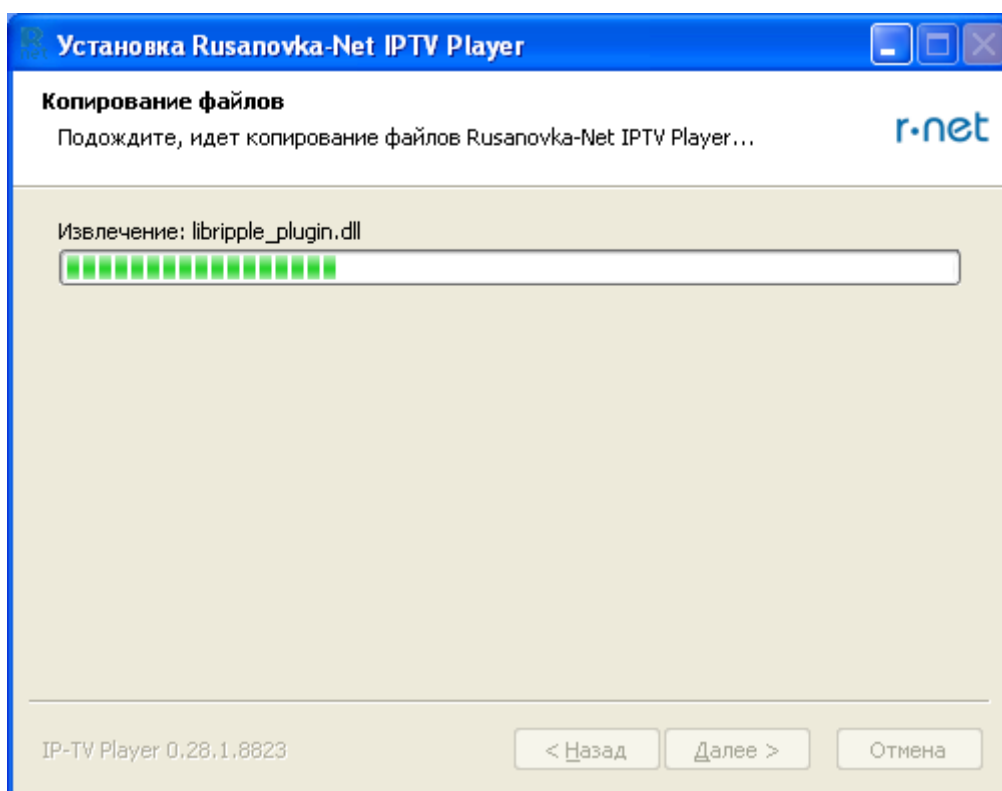 Установка Rusanovka-Net IPTV Player
Копирование файлов
Подождите, идет копирование файлов Rusanovka-Net IPTV Player...
r·net
Извлечение: libripple_plugin.dll
IP-TV Player 0.28.1.8823
< Назад
Далее >
Отмена